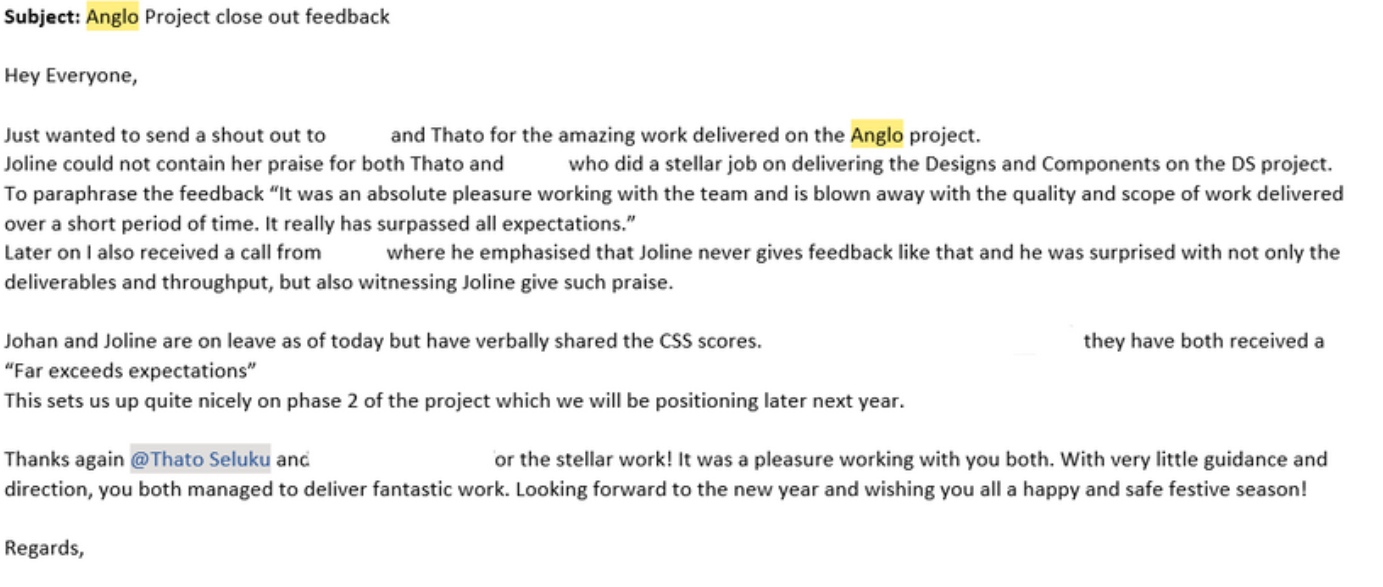 Subject: Anglo Project close out feedback
Hey Everyone,
Just wanted to send a shout out to and Thato for the amazing work delivered on the Anglo project.
Joline could not contain her praise for both Thato and who did a stellar job on delivering the Designs and Components on the DS project.
To paraphrase the feedback “It was an absolute pleasure working with the team and is blown away with the quality and scope of work delivered
over a short period of time. It really has surpassed all expectations.”
Later on I also received a call from where he emphasised that Joline never gives feedback like that and he was surprised with not only the
deliverables and throughput, but also witnessing Joline give such praise.
Johan and Joline are on leave as of today but have verbally shared the CSS scores. they have both received a
“Far exceeds expectations”
This sets us up quite nicely on phase 2 of the project which we will be positioning later next year.
Thanks again @Thato Seluku and or the stellar work! It was a pleasure working with you both. With very little guidance and
direction, you both managed to deliver fantastic work. Looking forward to the new year and wishing you all a happy and safe festive season!
Regards,